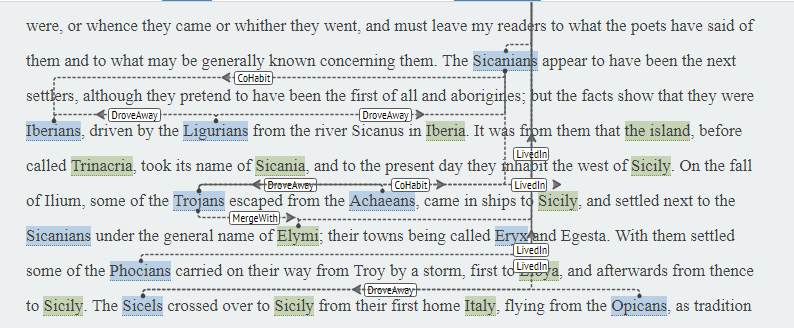 were, or whence they came or whither they went, and must leave my readers to what the poets have said of
them and to what may be generally known concerning them. The Sicanians appear to have been the next
CoHabit
settlers, although they pretend to have been the first of all and aborigines; but the facts show that they were
DroveAway DroveAway
Iberians, driven by the Ligurians from the river Sicanus in Iberia. It was from them that the island, before
LivedIn
called Trinacria, took its name of Sicania, and to the present day they inhabit the west of Sicily. On the fall
DroveAway CoHabit LivedIn
of Ilium, some of the Trojans escaped from the Achaeans, came in ships to Sicily, and settled next to the
MergeWith
Sicanians under the general name of Elymi; their towns being called Eryx and Egesta. With them settled
LivedIn
LivedIn
some of the Phocians carried on their way from Troy by a storm, first to , and afterwards from thence
DroveAway
to Sicily. The Sicels crossed over to Sicily from their first home Italy, flying from the Opicans, as tradition